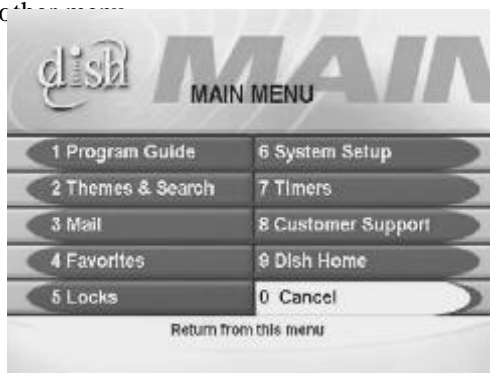 dish
MAIN
MAIN MENU
1 Program Guide
6 System Setup
2 Themes & Search
7 Timers
3 Mail
8 Customer Support
4 Favorites
9 Dish Home
5 Locks
0 Cancel
Return from this menu